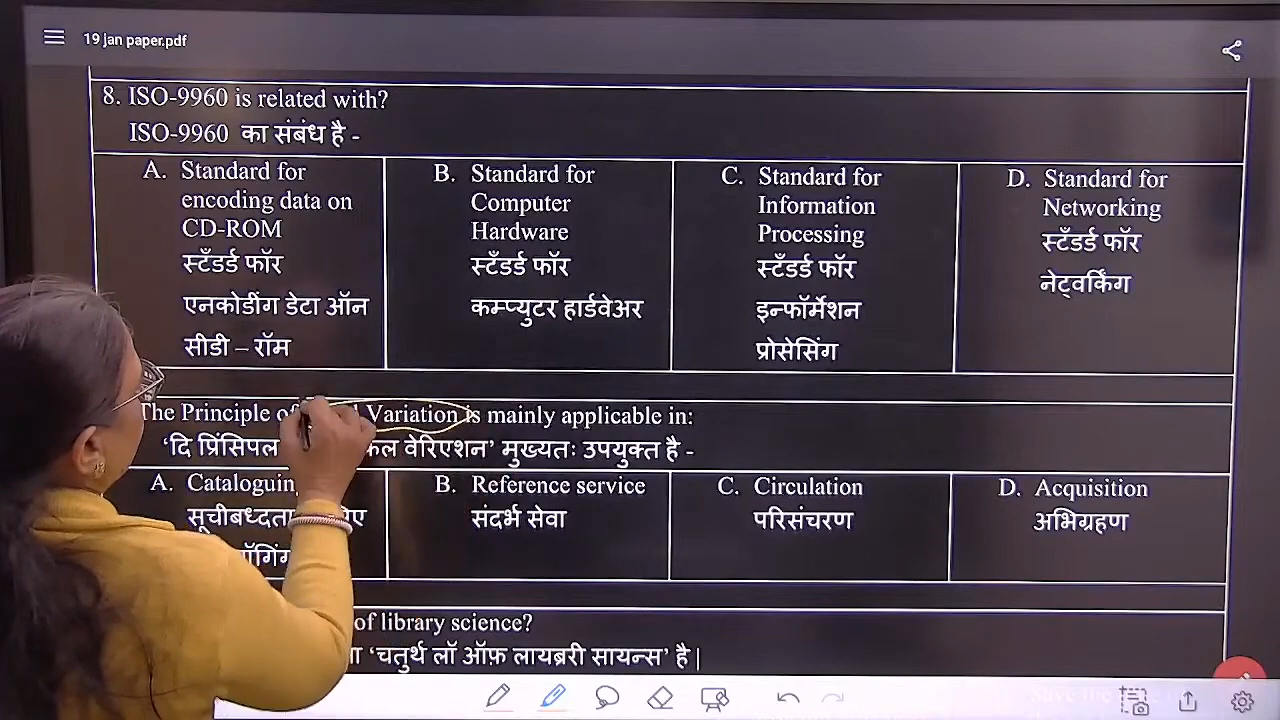 19 jan paper.pdf
8. ISO-9960 is related with?
ISO-9960 का संबंध है -
A. Standard for
encoding data on
CD-ROM
स्टँडर्ड फॉर
एनकोडींग डेटा ऑन
सीडी – रॉम
B. Standard for
Computer
Hardware
स्टँडर्ड फॉर
कम्प्युटर हार्डवेअर
C. Standard for
Information
Processing
स्टँडर्ड फॉर
इन्फॉर्मेशन
प्रोसेसिंग
D. Standard for
Networking
स्टँडर्ड फॉर
नेट्वर्किंग
The Principle of Variation is mainly applicable in:
‘दि प्रिंसिपल वेरिएशन’ मुख्यतः उपयुक्त है -
A.
B. Reference service
संदर्भ सेवा
C. Circulation
परिसंचरण
D. Acquisition
अभिग्रहण
of library science?
‘चतुर्थ लॉ ऑफ़ लायब्ररी सायन्स’ है |